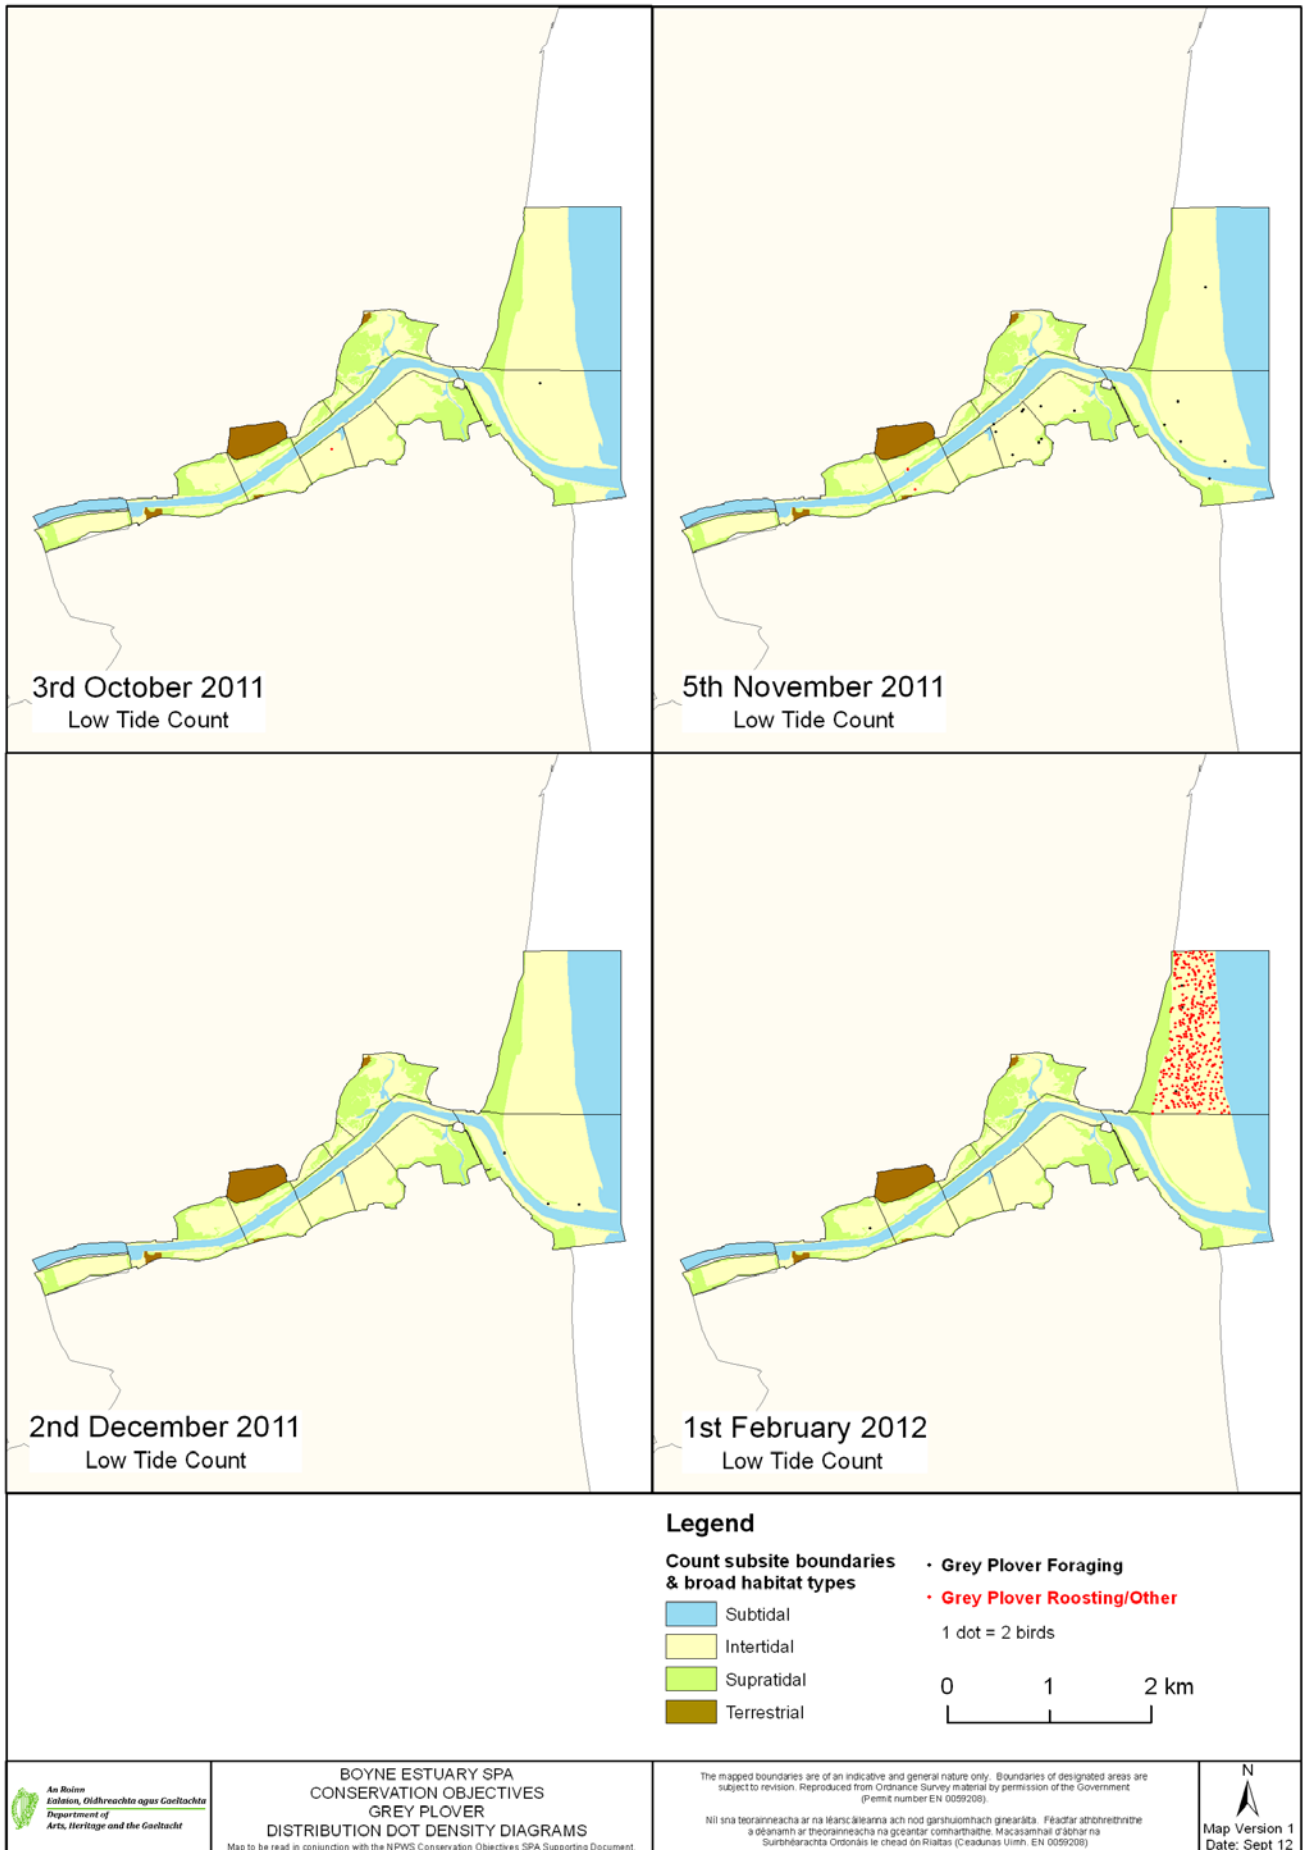 3rd October 2011
Low Tide Count
5th November 2011
Low Tide Count
2nd December 2011
Low Tide Count
1st February 2012
Low Tide Count
Legend
Count subsite boundaries
& broad habitat types
Subtidal
Intertidal
Supratidal
Terrestrial
Grey Plover Foraging
Grey Plover Roosting/Other
1 dot = 2 birds
0 1 2 km
An Roinn
Ealaíon, Oidhreachta agus Gaeltachta
Department of
Arts, Heritage and the Gaeltacht
BOYNE ESTUARY SPA
CONSERVATION OBJECTIVES
GREY PLOVER
DISTRIBUTION DOT DENSITY DIAGRAMS
Map to be read in conjunction with the NPWS Conservation Objectives SPA Supporting Document.
The mapped boundaries are of an indicative and general nature only. Boundaries of designated areas are
subject to revision. Reproduced from Ordnance Survey material by permission of the Government
(Permit number EN 0059208).
Níl sna teorainneacha ar na léarscáileanna ach nod garshuiomhach ginearálta. Féadfar athbhreithnithe
a déanamh ar theorainneacha na gceantar comharthaithe. Macasamhail d'ábhar na
Suirbhéarachta Ordonáis le chead ón Rialtas (Ceadunas Uimh. EN 0059208)
N
Map Version 1
Date: Sept 12